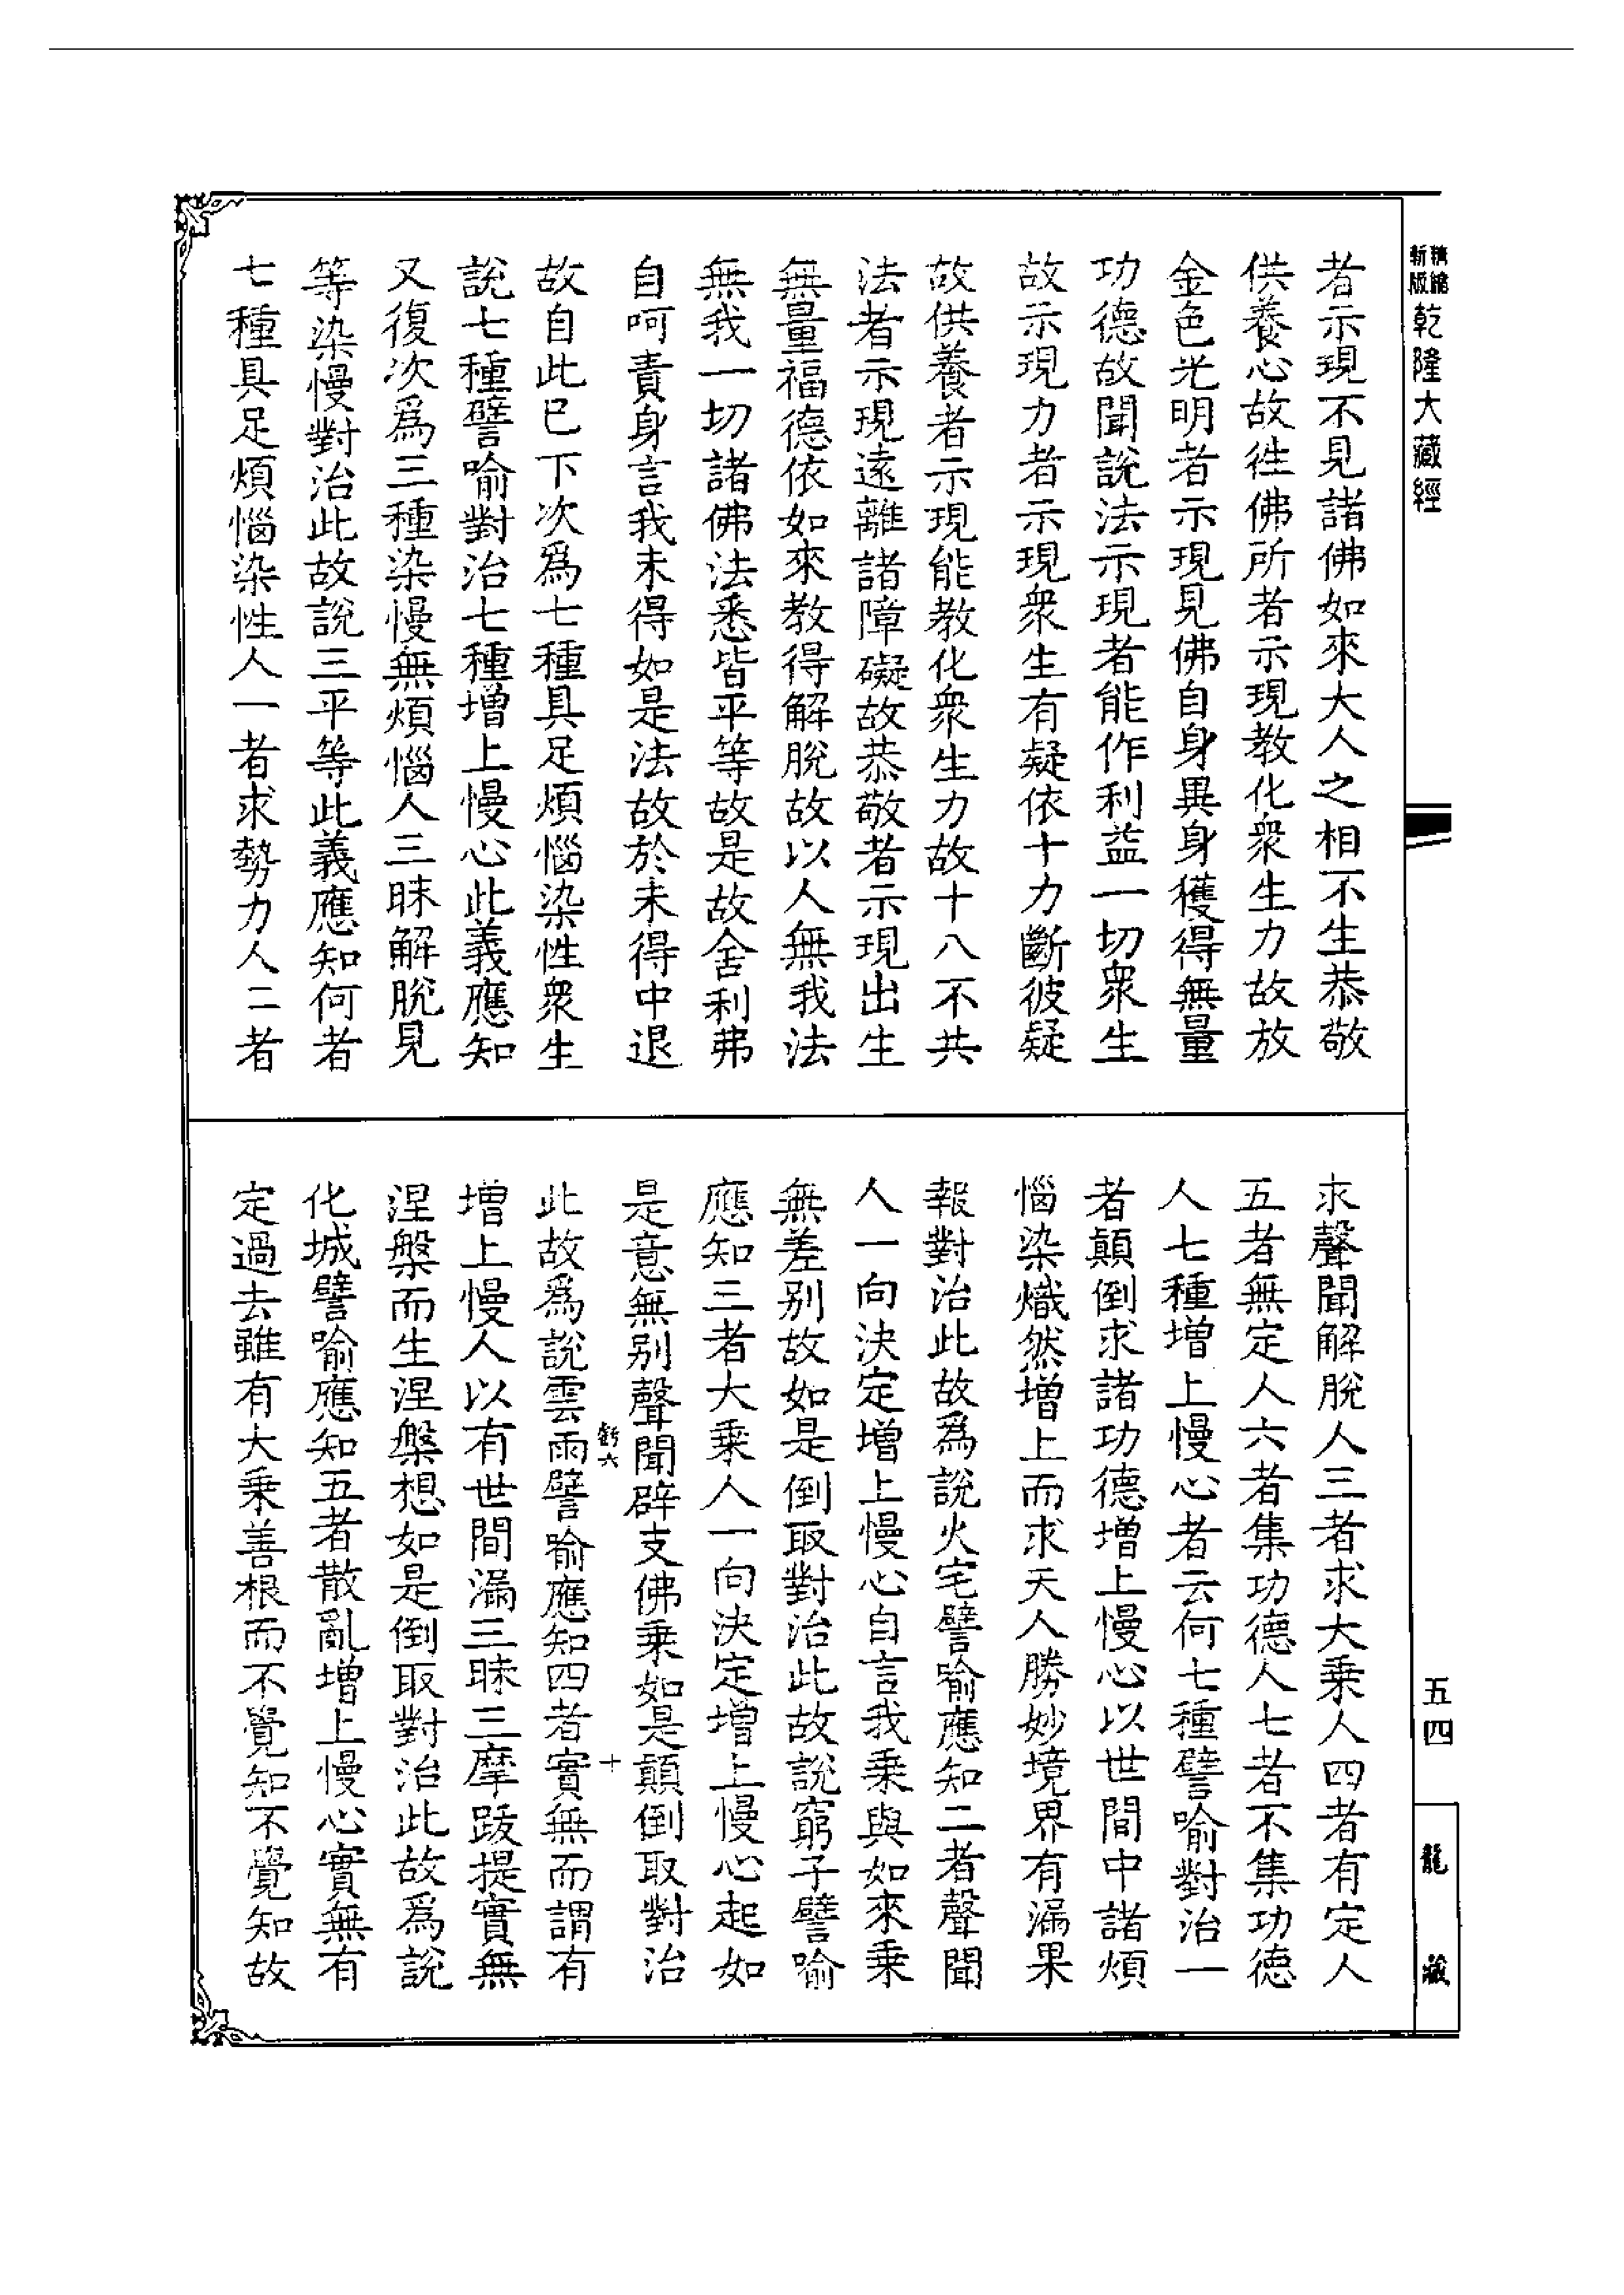 精縮新版乾隆大藏經
者示現不見諸佛如來大人之相不生恭敬
供養心故徃佛所者示現教化衆生力故放
金色光明者示現見佛自身異身獲得無量
功德故聞說法示現者能作利益一切衆生
故示現力者示現衆生有疑依十力斷彼疑
故供養者示現能教化衆生力故十八不共
法者示現遠離諸障礙故恭敬者示現出生
無量福德依如來教得解脫故以人無我法
無我一切諸佛法悉皆平等故是故舍利弗
自呵責身言我未得如是法故於未得中退
故自此已下次爲七種具足煩惱染性衆生
說七種譬喻對治七種增上慢心此義應知
又復次爲三種染慢無煩惱人三昧解脫見
等染慢對治此故說三平等此義應知何者
七種具足煩惱染性人一者求勢力人二者
求聲聞解脫人三者求大乘人四者有定人
五者無定人六者集功德人七者不集功德
人七種增上慢心者云何七種譬喻對治一
者顛倒求諸功德增上慢心以世間中諸煩
惱染熾然增上而求天人勝妙境界有漏果
報對治此故爲說火宅譬喻應知二者聲聞
人一向決定增上慢心自言我乘與如來乘
無差別故如是倒取對治此故說窮子譬喻
應知三者大乘人一向決定增上慢心起如
是意無別聲聞辟支佛乘如是顛倒取對治
六
十
此故爲說雲雨譬喻應知四者實無而謂有
增上慢人以有世間漏三昧三摩跋提實無
涅槃而生涅槃想如是倒取對治此故爲說
化城譬喻應知五者散亂增上慢心實無有
定過去雖有大乘善根而不覺知不覺知故
五四
龍藏